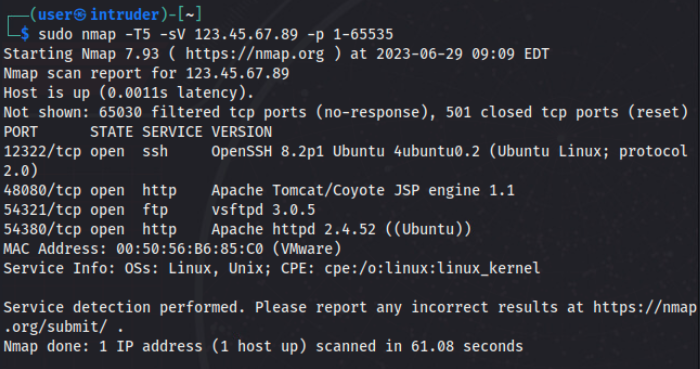 ┌──(user㉿intruder)-[~]
└─$ sudo nmap -T5 -sV 123.45.67.89 -p 1-65535
Starting Nmap 7.93 ( https://nmap.org ) at 2023-06-29 09:09 EDT
Nmap scan report for 123.45.67.89
Host is up (0.0011s latency).
Not shown: 65030 filtered tcp ports (no-response), 501 closed tcp ports (reset)
PORT      STATE SERVICE VERSION
12322/tcp open  ssh     OpenSSH 8.2p1 Ubuntu 4ubuntu0.2 (Ubuntu Linux; protocol
2.0)
48080/tcp open  http    Apache Tomcat/Coyote JSP engine 1.1
54321/tcp open  ftp     vsftpd 3.0.5
54380/tcp open  http    Apache httpd 2.4.52 ((Ubuntu))
MAC Address: 00:50:56:B6:85:C0 (VMware)
Service Info: OSs: Linux, Unix; CPE: cpe:/o:linux:linux_kernel

Service detection performed. Please report any incorrect results at https://nmap
.org/submit/ .
Nmap done: 1 IP address (1 host up) scanned in 61.08 seconds